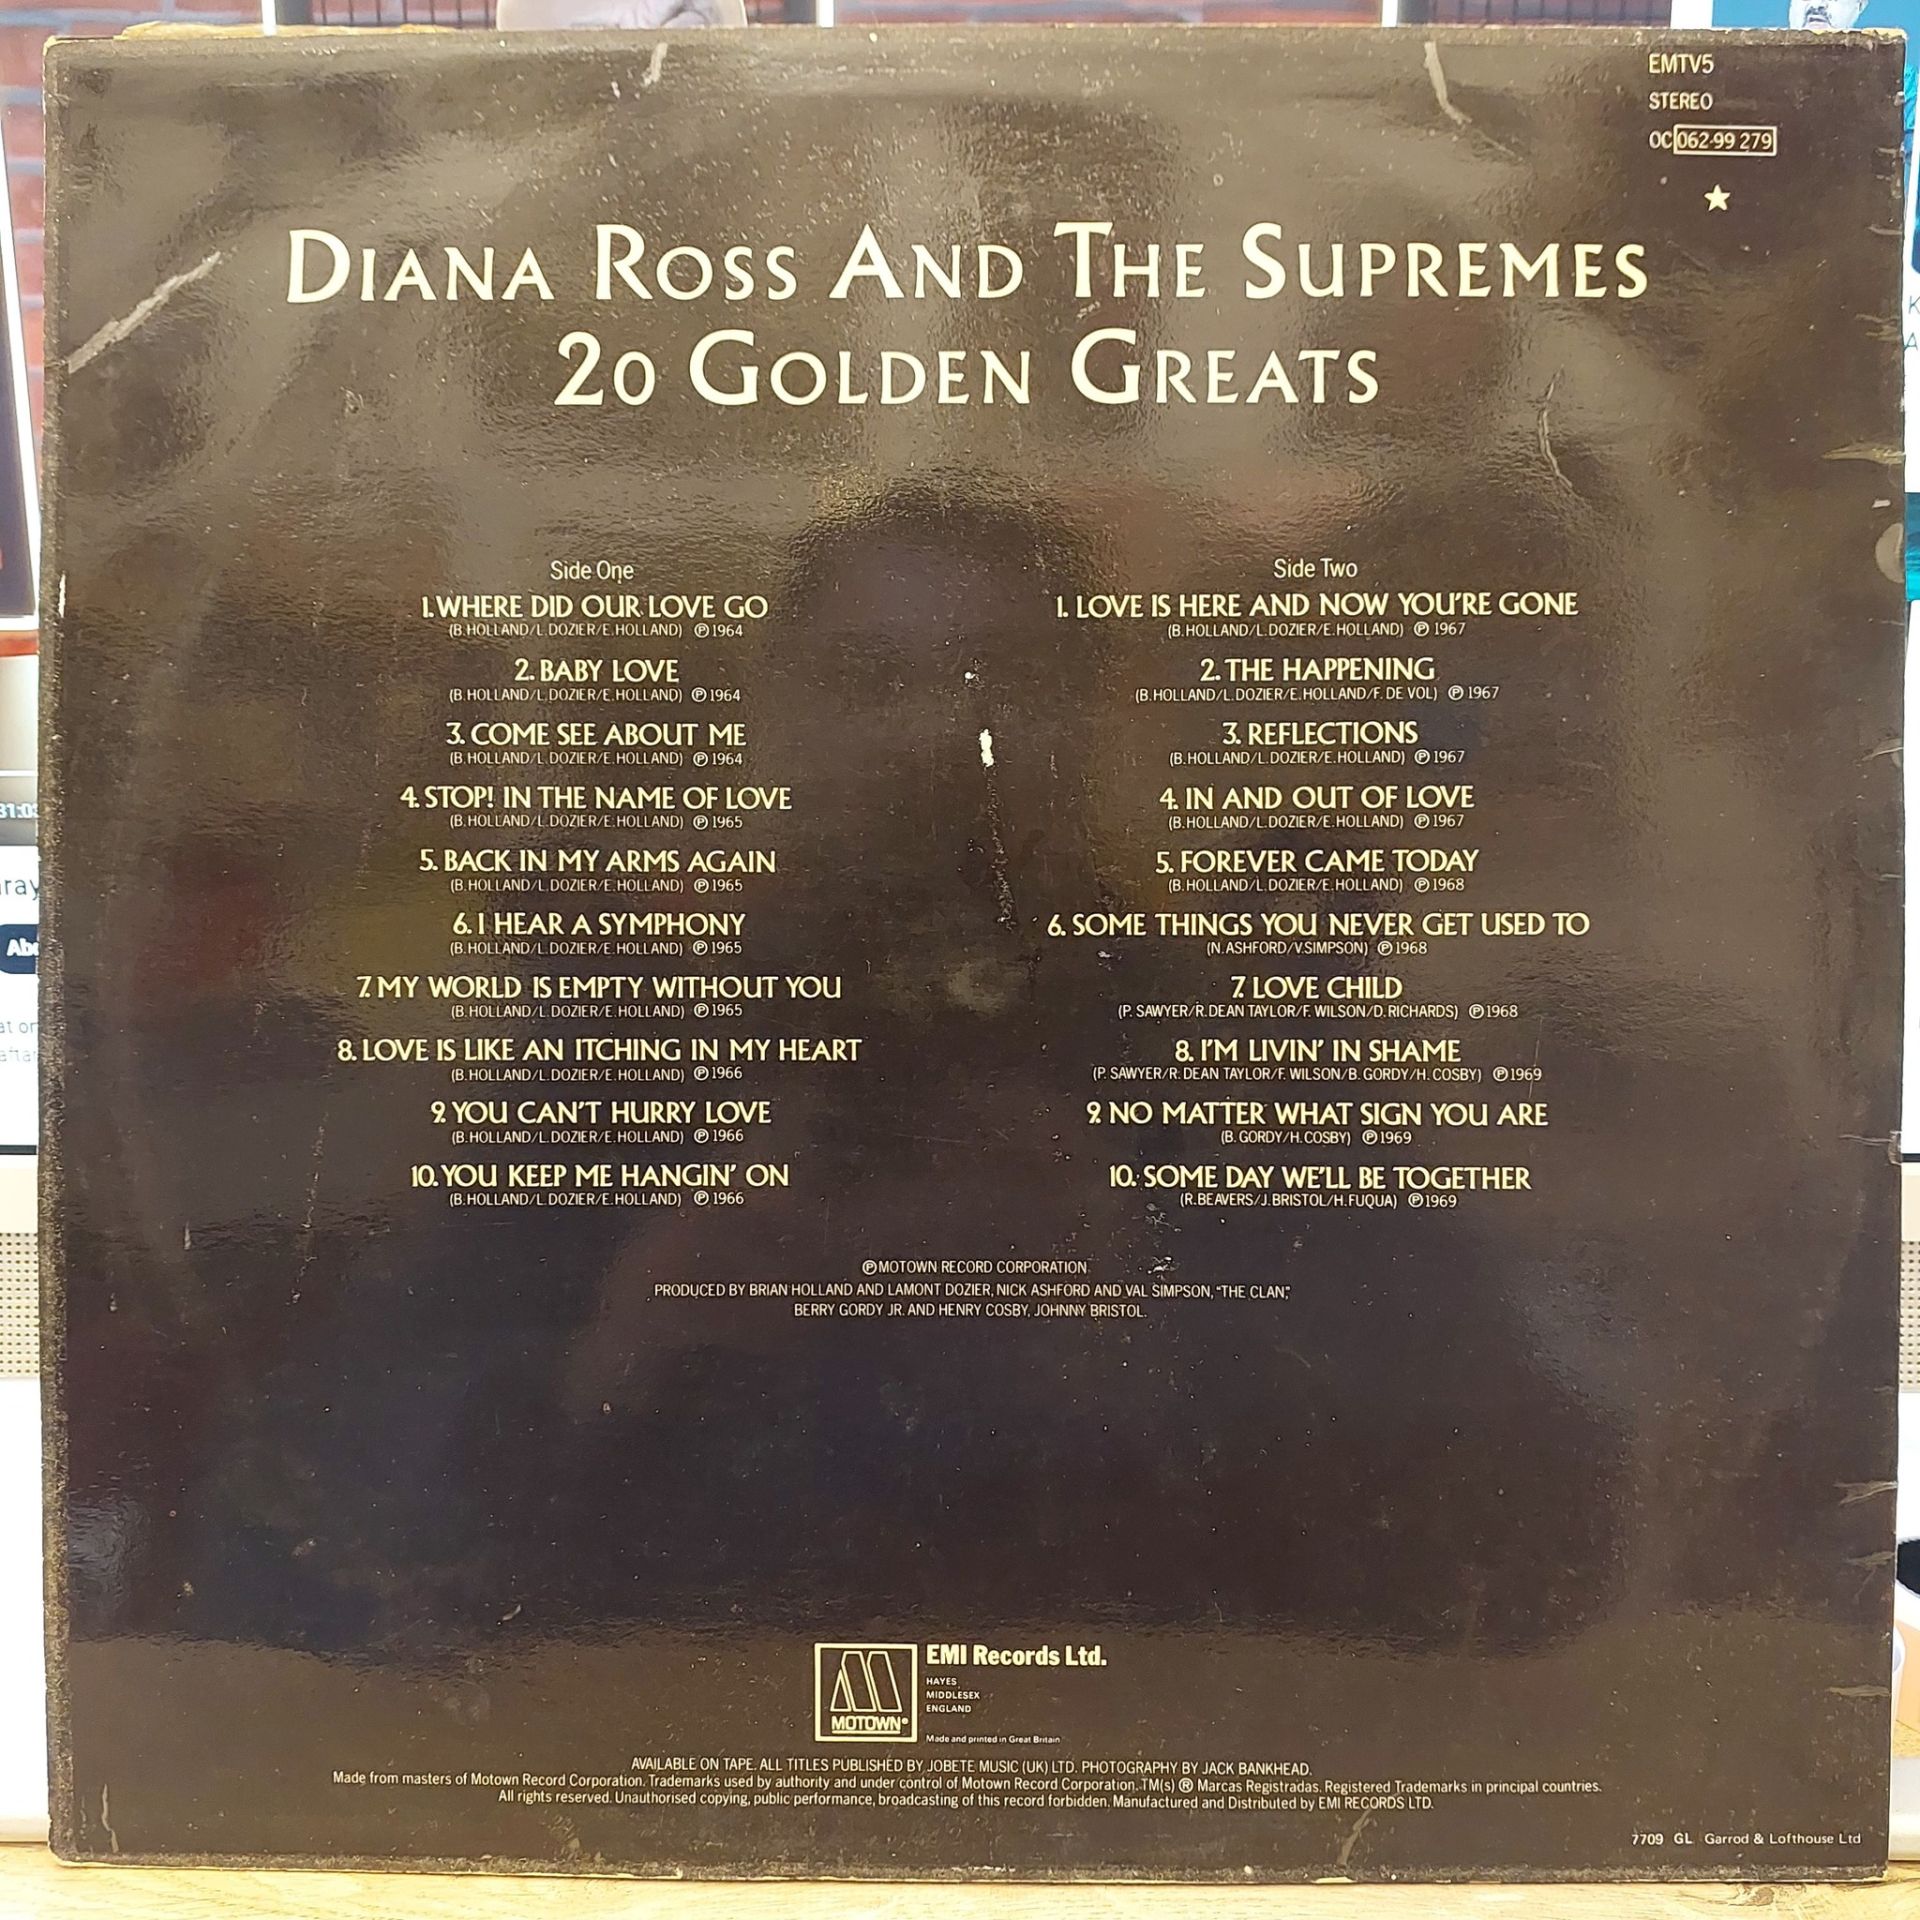 EMTV5
STEREO
OC 062·99 279
DIANA ROSS AND THE SUPREMES
20 GOLDEN GREATS
Side One
1. WHERE DID OUR LOVE GO
(B. HOLLAND/L. DOZIER/E. HOLLAND) ℗ 1964
2. BABY LOVE
(B. HOLLAND/L. DOZIER/E. HOLLAND) ℗ 1964
3. COME SEE ABOUT ME
(B. HOLLAND/L. DOZIER/E. HOLLAND) ℗ 1964
4. STOP! IN THE NAME OF LOVE
(B. HOLLAND/L. DOZIER/E. HOLLAND) ℗ 1965
5. BACK IN MY ARMS AGAIN
(B. HOLLAND/L. DOZIER/E. HOLLAND) ℗ 1965
6. I HEAR A SYMPHONY
(B. HOLLAND/L. DOZIER/E. HOLLAND) ℗ 1965
7. MY WORLD IS EMPTY WITHOUT YOU
(B. HOLLAND/L. DOZIER/E. HOLLAND) ℗ 1965
8. LOVE IS LIKE AN ITCHING IN MY HEART
(B. HOLLAND/L. DOZIER/E. HOLLAND) ℗ 1966
9. YOU CAN'T HURRY LOVE
(B. HOLLAND/L. DOZIER/E. HOLLAND) ℗ 1966
10. YOU KEEP ME HANGIN' ON
(B. HOLLAND/L. DOZIER/E. HOLLAND) ℗ 1966
Side Two
1. LOVE IS HERE AND NOW YOU'RE GONE
(B. HOLLAND/L. DOZIER/E. HOLLAND) ℗ 1967
2. THE HAPPENING
(B. HOLLAND/L. DOZIER/E. HOLLAND/F. DE VOL) ℗ 1967
3. REFLECTIONS
(B. HOLLAND/L. DOZIER/E. HOLLAND) ℗ 1967
4. IN AND OUT OF LOVE
(B. HOLLAND/L. DOZIER/E. HOLLAND) ℗ 1967
5. FOREVER CAME TODAY
(B. HOLLAND/L. DOZIER/E. HOLLAND) ℗ 1968
6. SOME THINGS YOU NEVER GET USED TO
(N. ASHFORD/V. SIMPSON) ℗ 1968
7. LOVE CHILD
(P. SAWYER/R. DEAN TAYLOR/F. WILSON/D. RICHARDS) ℗ 1968
8. I'M LIVIN' IN SHAME
(P. SAWYER/R. DEAN TAYLOR/F. WILSON/B. GORDY/H. COSBY) ℗ 1969
9. NO MATTER WHAT SIGN YOU ARE
(B. GORDY/H. COSBY) ℗ 1969
10. SOME DAY WE'LL BE TOGETHER
(R. BEAVERS/J. BRISTOL/H. FUQUA) ℗ 1969
℗ MOTOWN RECORD CORPORATION
PRODUCED BY BRIAN HOLLAND AND LAMONT DOZIER, NICK ASHFORD AND VAL SIMPSON, "THE CLAN,"
BERRY GORDY JR. AND HENRY COSBY, JOHNNY BRISTOL.
MOTOWN®
EMI Records Ltd.
HAYES
MIDDLESEX
ENGLAND
Made and printed in Great Britain
AVAILABLE ON TAPE. ALL TITLES PUBLISHED BY JOBETE MUSIC (UK) LTD. PHOTOGRAPHY BY JACK BANKHEAD.
Made from masters of Motown Record Corporation. Trademarks used by authority and under control of Motown Record Corporation. TM(s) ® Marcas Registradas. Registered Trademarks in principal countries.
All rights reserved. Unauthorised copying, public performance, broadcasting of this record forbidden. Manufactured and Distributed by EMI RECORDS LTD.
7709 GL Garrod & Lofthouse Ltd